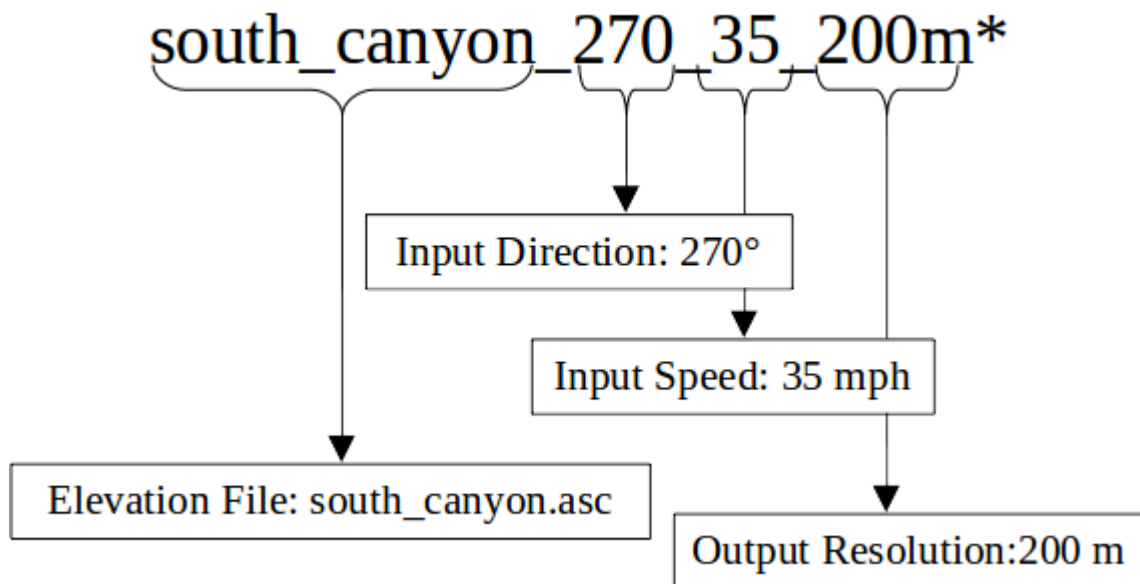 south_canyon_270_35_200m*
Input Direction: 270°
Input Speed: 35 mph
Elevation File: south_canyon.asc
Output Resolution:200 m